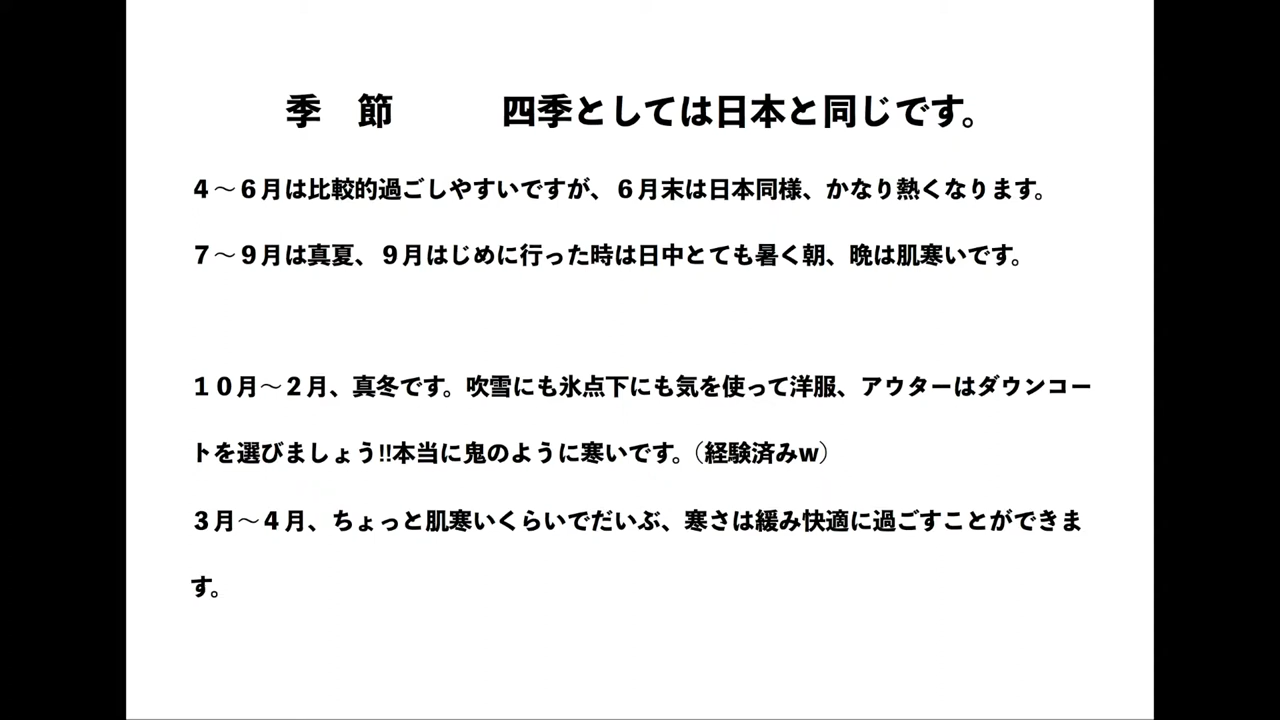 季　節　　　四季としては日本と同じです。
４～６月は比較的過ごしやすいですが、６月末は日本同様、かなり熱くなります。
７～９月は真夏、９月はじめに行った時は日中とても暑く朝、晩は肌寒いです。
１０月～２月、真冬です。吹雪にも氷点下にも気を使って洋服、アウターはダウンコー
トを選びましょう!!本当に鬼のように寒いです。（経験済みw）
３月～４月、ちょっと肌寒いくらいでだいぶ、寒さは緩み快適に過ごすことができま
す。